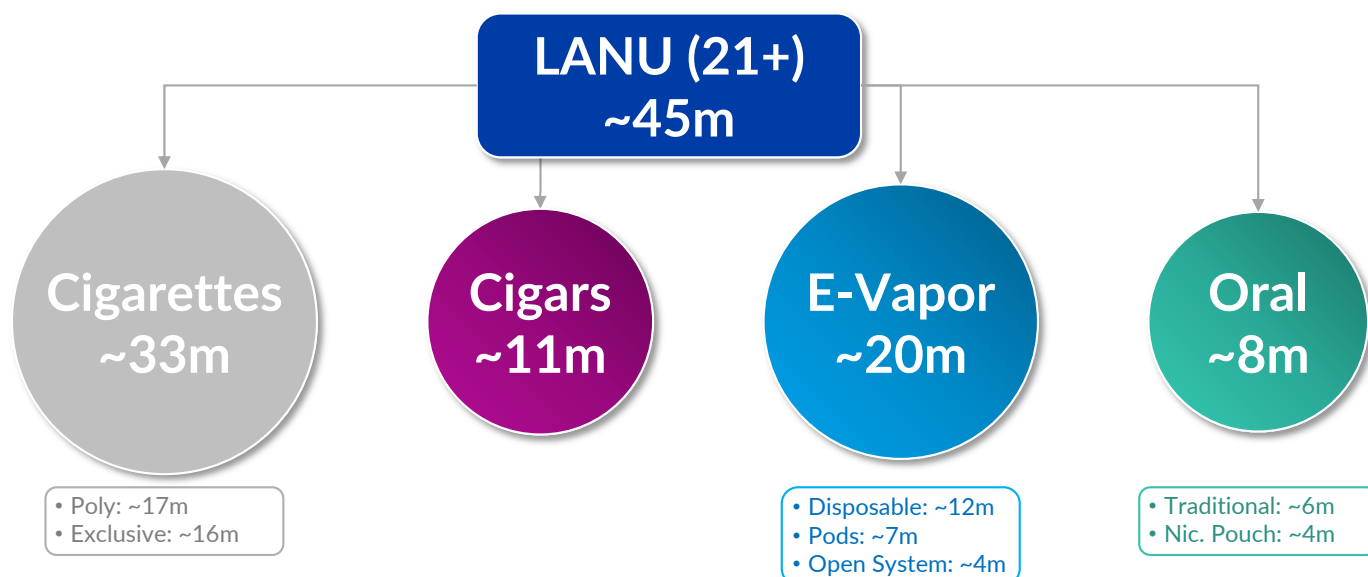 LANU (21+)
~45m
Cigarettes
~33m
Cigars
~11m
E-Vapor
~20m
Oral
~8m
• Poly: ~17m
• Exclusive: ~16m
• Disposable: ~12m
• Pods: ~7m
• Open System: ~4m
• Traditional: ~6m
• Nic. Pouch: ~4m